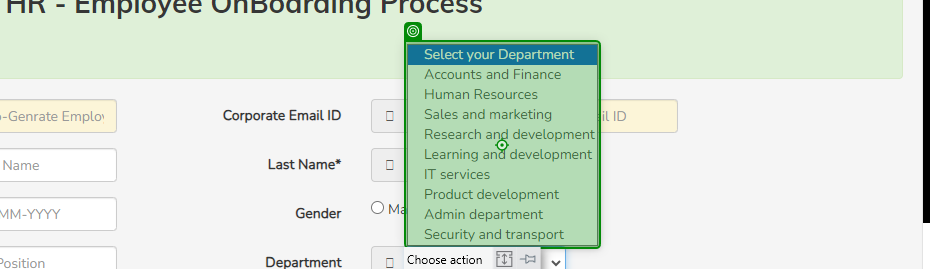 HR - Employee OnBoarding Process
Select your Department
Accounts and Finance
Human Resources
Sales and marketing
Research and development
Learning and development
IT services
Product development
Admin department
Security and transport
-Genrate Employ
Corporate Email ID
ID
Name
Last Name*
MM-YYYY
Gender
Position
Department
Choose action